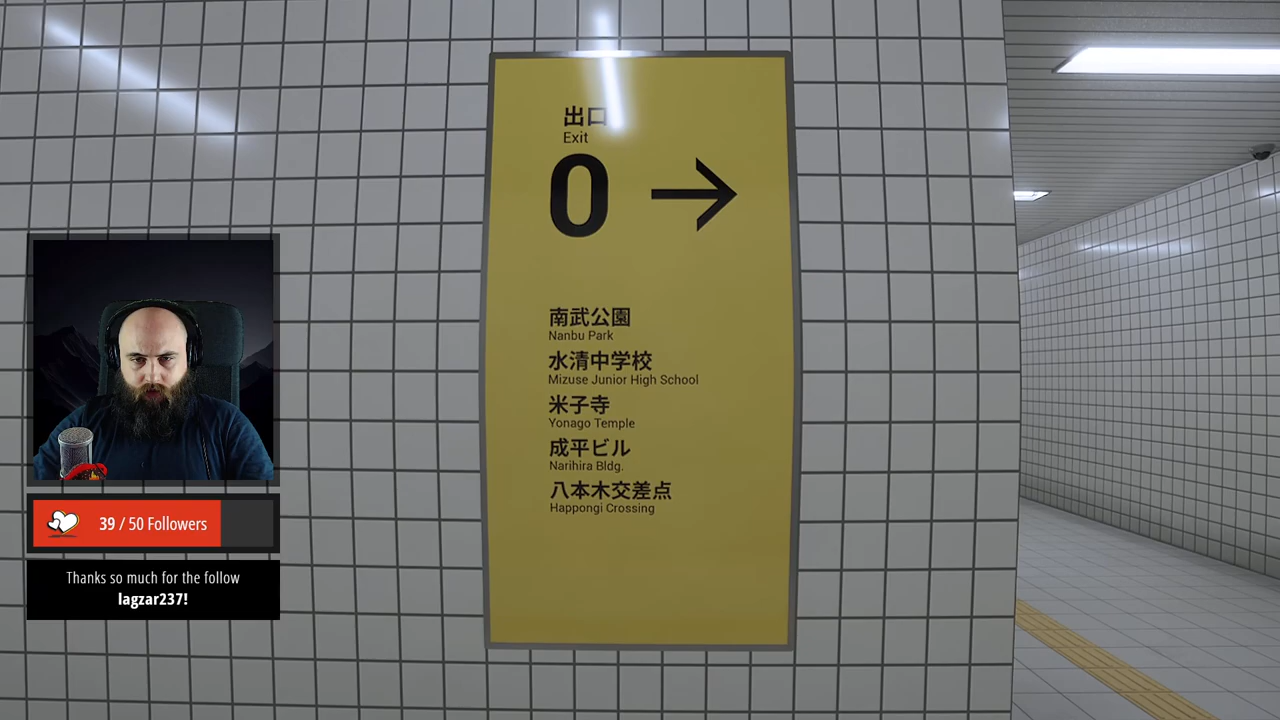 出口
Exit
0 →
南武公園
Nanbu Park
水清中学校
Mizuse Junior High School
米子寺
Yonago Temple
成平ビル
Narihira Bldg.
八本木交差点
Happongi Crossing
39 / 50 Followers
Thanks so much for the follow
lagzar237!